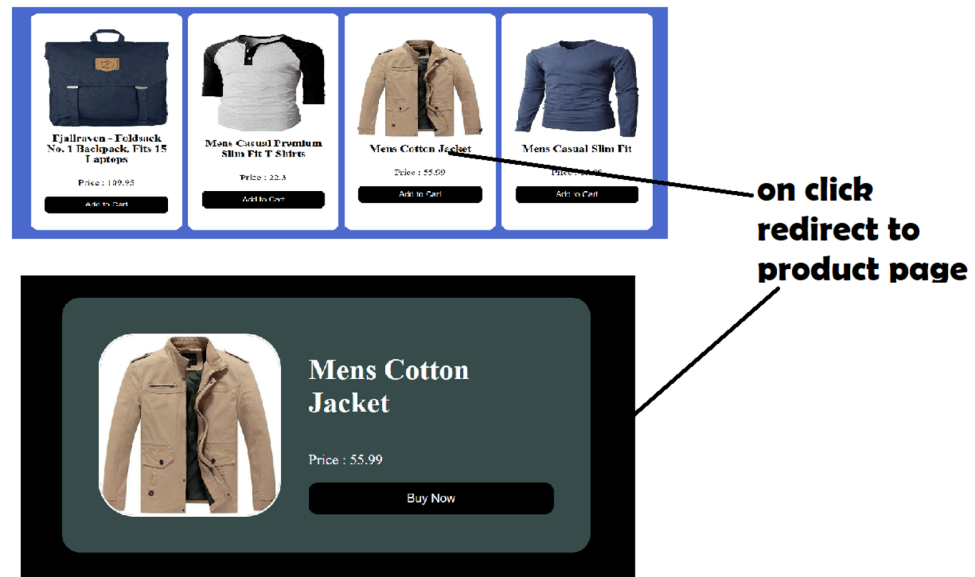 Fjallraven - Foldsack
No. 1 Backpack, Fits 15
Laptops
Price : 109.95
Add to Cart
Mens Casual Premium
Slim Fit T Shirts
Price : 22.3
Add to Cart
Mens Cotton Jacket
Price : 55.99
Add to Cart
Mens Casual Slim Fit
Add to Cart
on click
redirect to
product page
Mens Cotton
Jacket
Price : 55.99
Buy Now